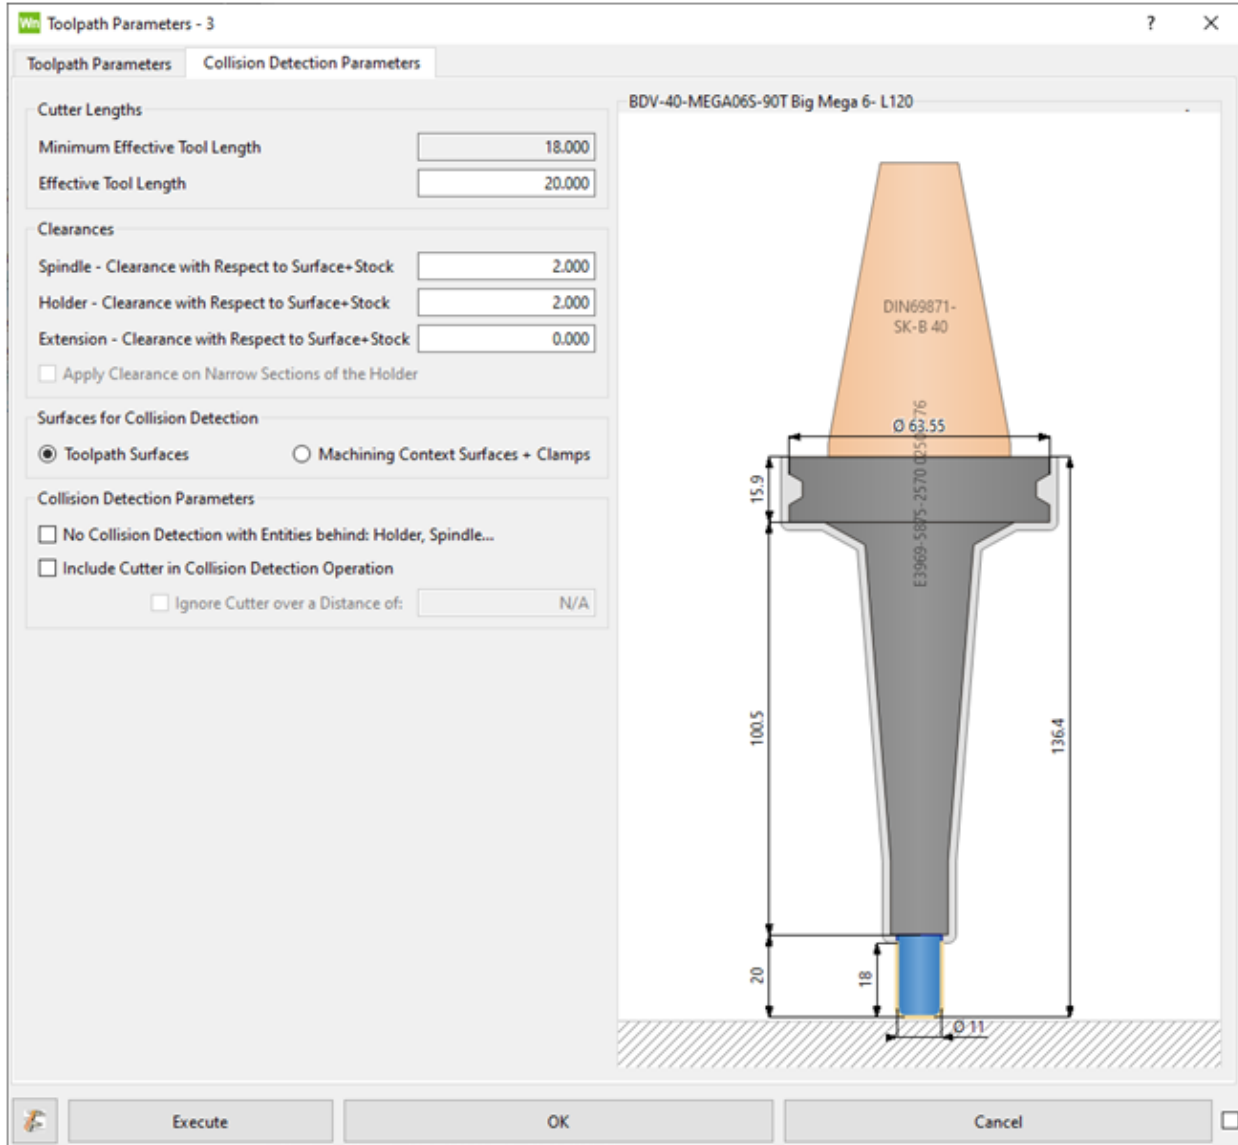 Wn Toolpath Parameters - 3 ?
Toolpath Parameters Collision Detection Parameters
Cutter Lengths
Minimum Effective Tool Length 18.000
Effective Tool Length 20.000
Clearances
Spindle - Clearance with Respect to Surface+Stock 2.000
Holder - Clearance with Respect to Surface+Stock 2.000
Extension - Clearance with Respect to Surface+Stock 0.000
Apply Clearance on Narrow Sections of the Holder
Surfaces for Collision Detection
Toolpath Surfaces Machining Context Surfaces + Clamps
Collision Detection Parameters
No Collision Detection with Entities behind: Holder, Spindle...
Include Cutter in Collision Detection Operation
Ignore Cutter over a Distance of: N/A
BDV-40-MEGA06S-90T Big Mega 6- L120
DIN69871-
SK-B 40
Ø 63.55
E3969-5875-2570
15.9
100.5
136.4
20
18
Ø 11
Execute OK Cancel